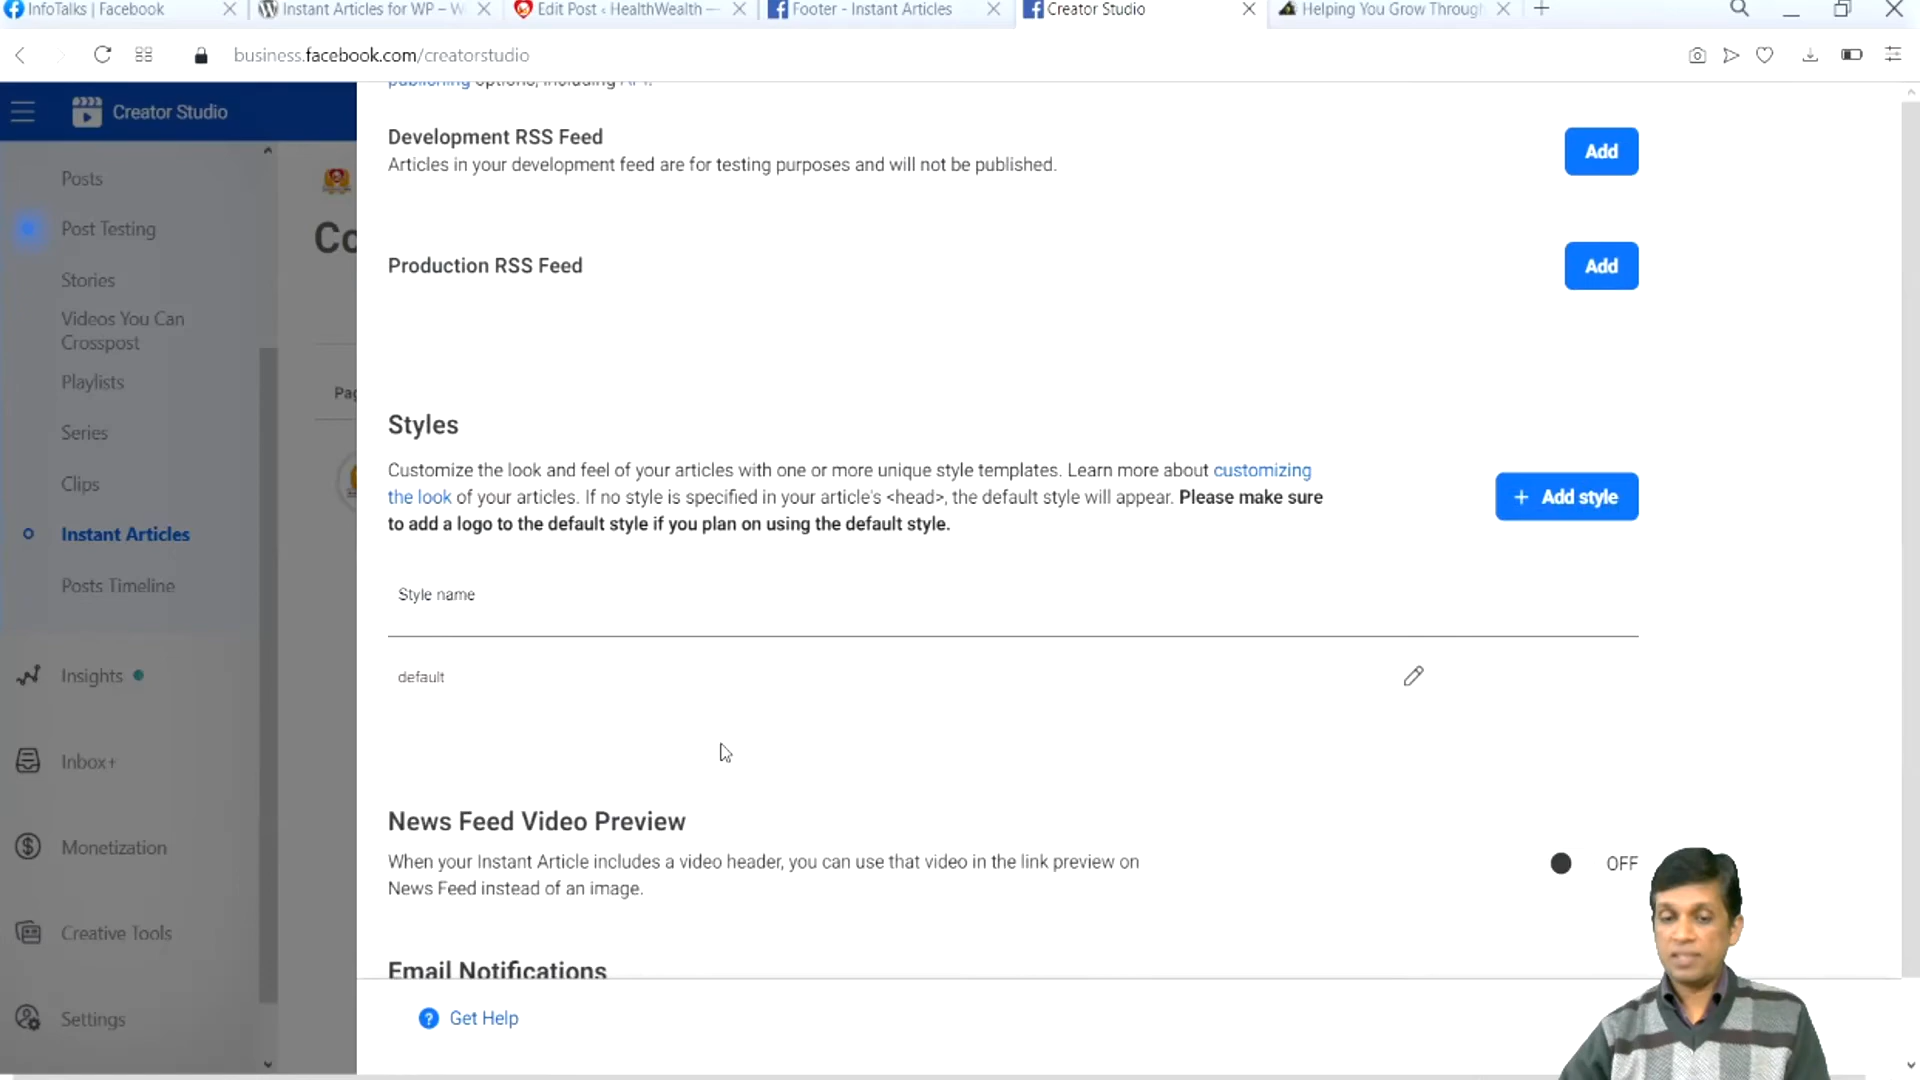 InfoTalks | Facebook
Instant Articles for WP – W
Edit Post ‹ HealthWealth —
Footer - Instant Articles
Creator Studio
Helping You Grow Throug
business.facebook.com/creatorstudio
publishing options, including API.
Creator Studio
Development RSS Feed
Articles in your development feed are for testing purposes and will not be published.
Add
Posts
Post Testing
Co
Production RSS Feed
Add
Stories
Videos You Can
Crosspost
Playlists
Pag
Series
Styles
Customize the look and feel of your articles with one or more unique style templates. Learn more about customizing
the look of your articles. If no style is specified in your article's <head>, the default style will appear. Please make sure
to add a logo to the default style if you plan on using the default style.
+ Add style
Clips
Instant Articles
Posts Timeline
Style name
Insights
default
Inbox+
News Feed Video Preview
When your Instant Article includes a video header, you can use that video in the link preview on
News Feed instead of an image.
OFF
Monetization
Creative Tools
Email Notifications
Settings
? Get Help